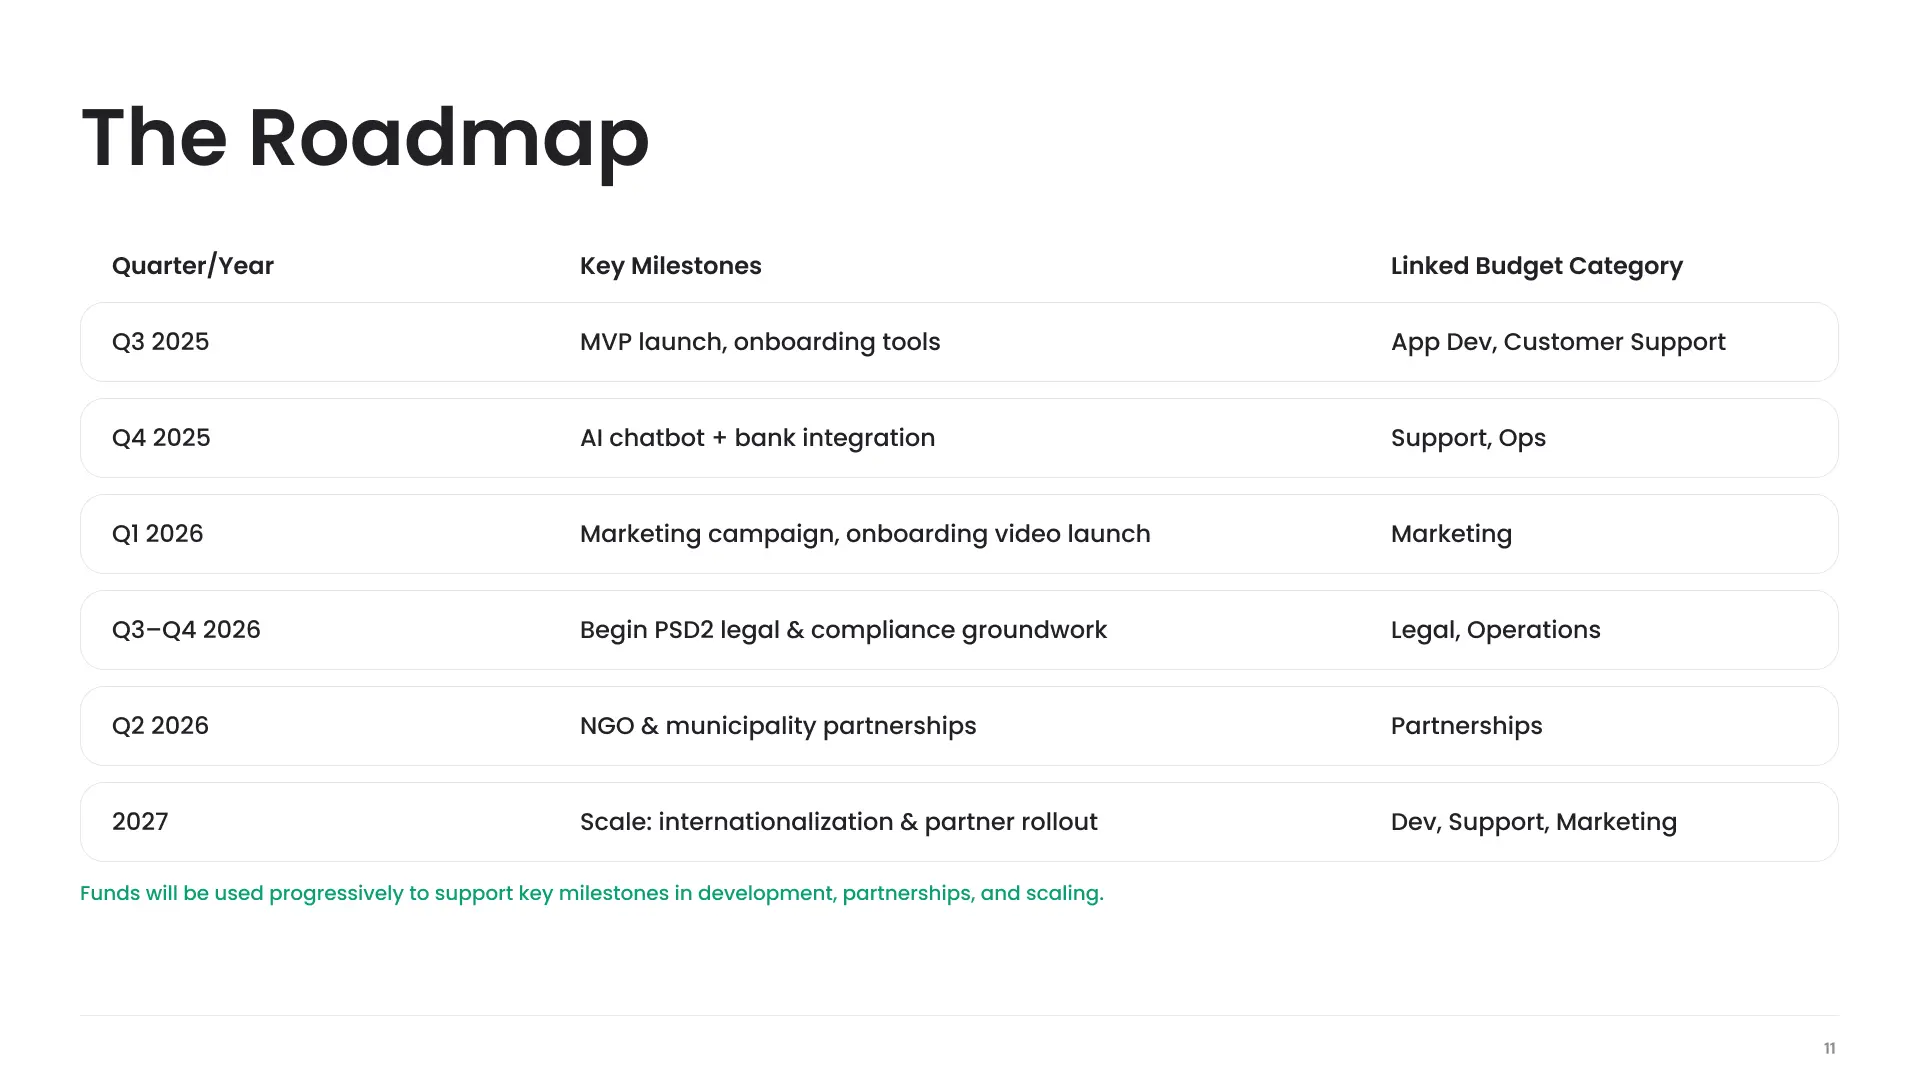 The Roadmap
Quarter/Year Key Milestones Linked Budget Category
Q3 2025 MVP launch, onboarding tools App Dev, Customer Support
Q4 2025 AI chatbot + bank integration Support, Ops
Q1 2026 Marketing campaign, onboarding video launch Marketing
Q3–Q4 2026 Begin PSD2 legal & compliance groundwork Legal, Operations
Q2 2026 NGO & municipality partnerships Partnerships
2027 Scale: internationalization & partner rollout Dev, Support, Marketing
Funds will be used progressively to support key milestones in development, partnerships, and scaling.
11